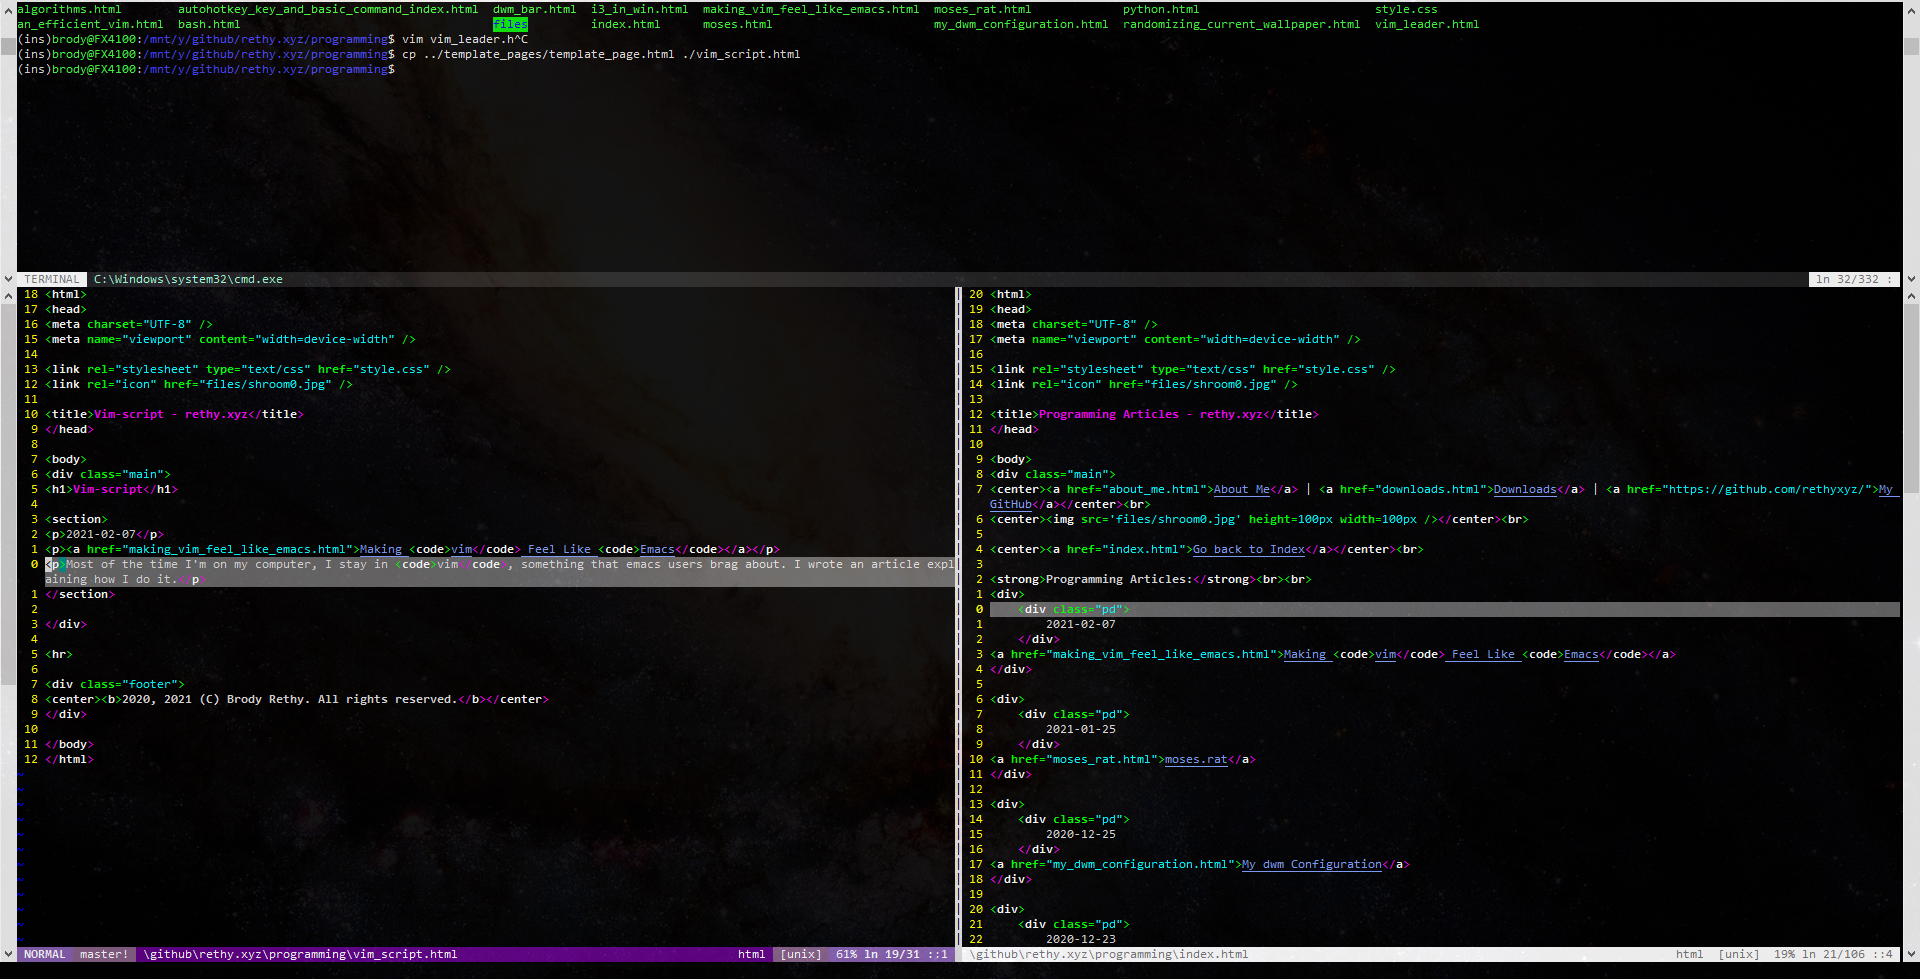 algorithms.html        autohotkey_key_and_basic_command_index.html  dwm_bar.html  i3_in_win.html  making_vim_feel_like_emacs.html  moses_rat.html             python.html                         style.css
an_efficient_vim.html  bash.html                                    files         index.html      moses.html                       my_dwm_configuration.html  randomizing_current_wallpaper.html  vim_leader.html
(ins)brody@FX4100:/mnt/y/github/rethy.xyz/programming$ vim vim_leader.h^C
(ins)brody@FX4100:/mnt/y/github/rethy.xyz/programming$ cp ../template_pages/template_page.html ./vim_script.html
(ins)brody@FX4100:/mnt/y/github/rethy.xyz/programming$
TERMINAL  C:\Windows\system32\cmd.exe  ln 32/332 :
18 <html>
17 <head>
16 <meta charset="UTF-8" />
15 <meta name="viewport" content="width=device-width" />
14
13 <link rel="stylesheet" type="text/css" href="style.css" />
12 <link rel="icon" href="files/shroom0.jpg" />
11
10 <title>Vim-script - rethy.xyz</title>
9 </head>
8
7 <body>
6 <div class="main">
5 <h1>Vim-script</h1>
4
3 <section>
2 <p>2021-02-07</p>
1 <p><a href="making_vim_feel_like_emacs.html">Making <code>vim</code> Feel Like <code>Emacs</code></a></p>
0 <p>Most of the time I'm on my computer, I stay in <code>vim</code>, something that emacs users brag about. I wrote an article expl
aining how I do it.</p>
1 </section>
2
3 </div>
4
5 <hr>
6
7 <div class="footer">
8 <center><b>2020, 2021 (C) Brody Rethy. All rights reserved.</b></center>
9 </div>
10
11 </body>
12 </html>
~
~
~
~
~
~
~
~
~
~
~
~
NORMAL  master!  \github\rethy.xyz\programming\vim_script.html  html  [unix]  61% ln 19/31 ::1
20 <html>
19 <head>
18 <meta charset="UTF-8" />
17 <meta name="viewport" content="width=device-width" />
16
15 <link rel="stylesheet" type="text/css" href="style.css" />
14 <link rel="icon" href="files/shroom0.jpg" />
13
12 <title>Programming Articles - rethy.xyz</title>
11 </head>
10
9 <body>
8 <div class="main">
7 <center><a href="about_me.html">About Me</a> | <a href="downloads.html">Downloads</a> | <a href="https://github.com/rethyxyz/">My
GitHub</a></center><br>
6 <center><img src='files/shroom0.jpg' height=100px width=100px /></center><br>
5
4 <center><a href="index.html">Go back to Index</a></center><br>
3
2 <strong>Programming Articles:</strong><br><br>
1 <div>
0     <div class="pd">
1         2021-02-07
2     </div>
3 <a href="making_vim_feel_like_emacs.html">Making <code>vim</code> Feel Like <code>Emacs</code></a>
4 </div>
5
6 <div>
7     <div class="pd">
8         2021-01-25
9     </div>
10 <a href="moses_rat.html">moses.rat</a>
11 </div>
12
13 <div>
14     <div class="pd">
15         2020-12-25
16     </div>
17 <a href="my_dwm_configuration.html">My dwm Configuration</a>
18 </div>
19
20 <div>
21     <div class="pd">
22         2020-12-23
\github\rethy.xyz\programming\index.html  html  [unix]  19% ln 21/106 ::4